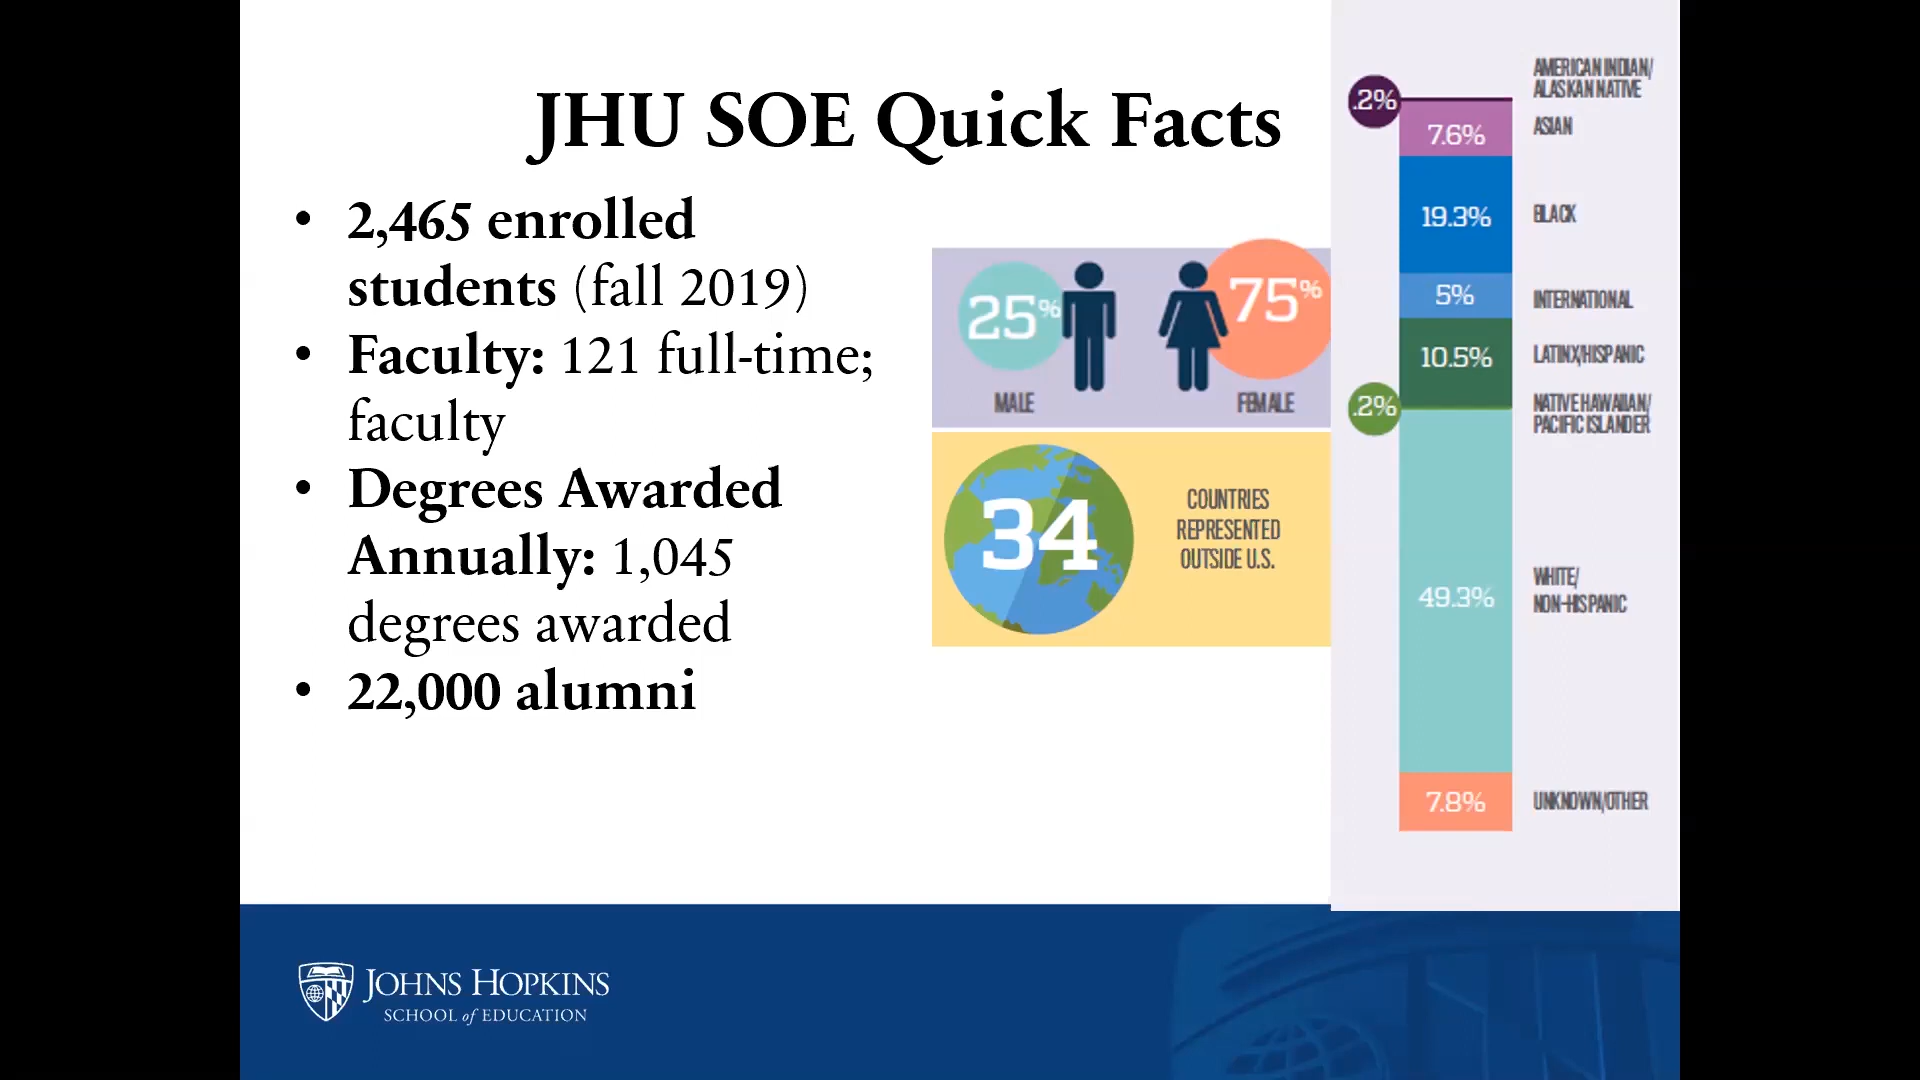 JHU SOE Quick Facts
• 2,465 enrolled
students (fall 2019)
• Faculty: 121 full-time;
faculty
• Degrees Awarded
Annually: 1,045
degrees awarded
• 22,000 alumni
25%
MALE
75%
FEMALE
34
COUNTRIES
REPRESENTED
OUTSIDE U.S.
.2%
AMERICAN INDIAN/
ALASKAN NATIVE
7.6%
ASIAN
19.3%
BLACK
5%
INTERNATIONAL
10.5%
LATINX/HISPANIC
.2%
NATIVE HAWAIIAN/
PACIFIC ISLANDER
49.3%
WHITE/
NON-HISPANIC
7.8%
UNKNOWN/OTHER
JOHNS HOPKINS
SCHOOL of EDUCATION